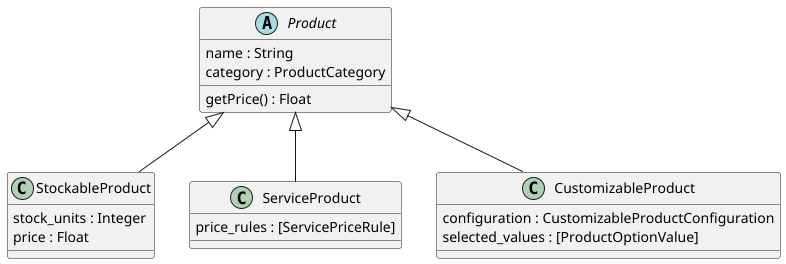 A Product
name : String
category : ProductCategory
getPrice() : Float
C StockableProduct
stock_units : Integer
price : Float
C ServiceProduct
price_rules : [ServicePriceRule]
C CustomizableProduct
configuration : CustomizableProductConfiguration
selected_values : [ProductOptionValue]